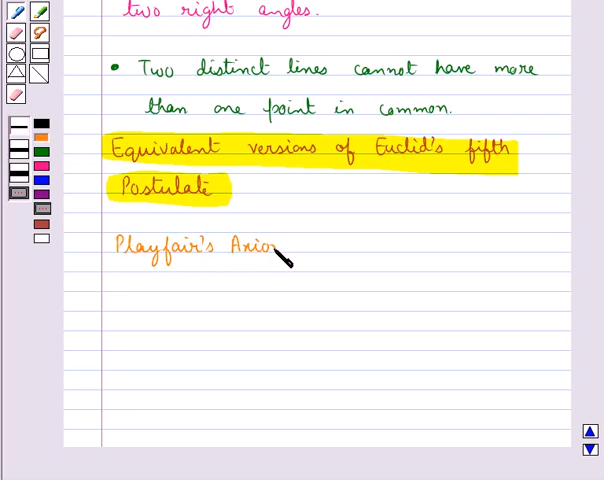 two right angles.
• Two distinct lines cannot have more
than one point in common.
Equivalent versions of Euclid's fifth
Postulate
Playfair's Axio